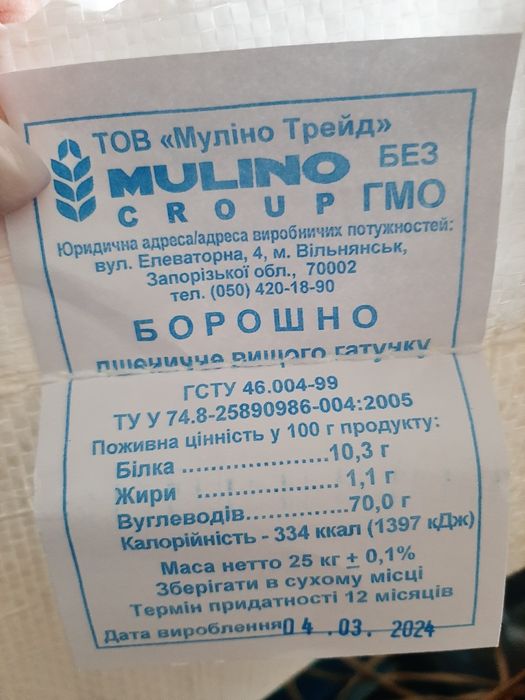 ТОВ «Муліно Трейд»
MULINO
GROUP
БЕЗ
ГМО
Юридична адреса/адреса виробничих потужностей:
вул. Елеваторна, 4, м. Вільнянськ,
Запорізької обл., 70002
тел. (050) 420-18-90
БОРОШНО
пшеничне вищого гатунку
ГСТУ 46.004-99
ТУ У 74.8-25890986-004:2005
Поживна цінність у 100 г продукту:
Білка ....................10,3 г
Жири ....................1,1 г
Вуглеводів..............70,0 г
Калорійність - 334 ккал (1397 кДж)
Маса нетто 25 кг ± 0,1%
Зберігати в сухому місці
Термін придатності 12 місяців
Дата вироблення 04.03.2024